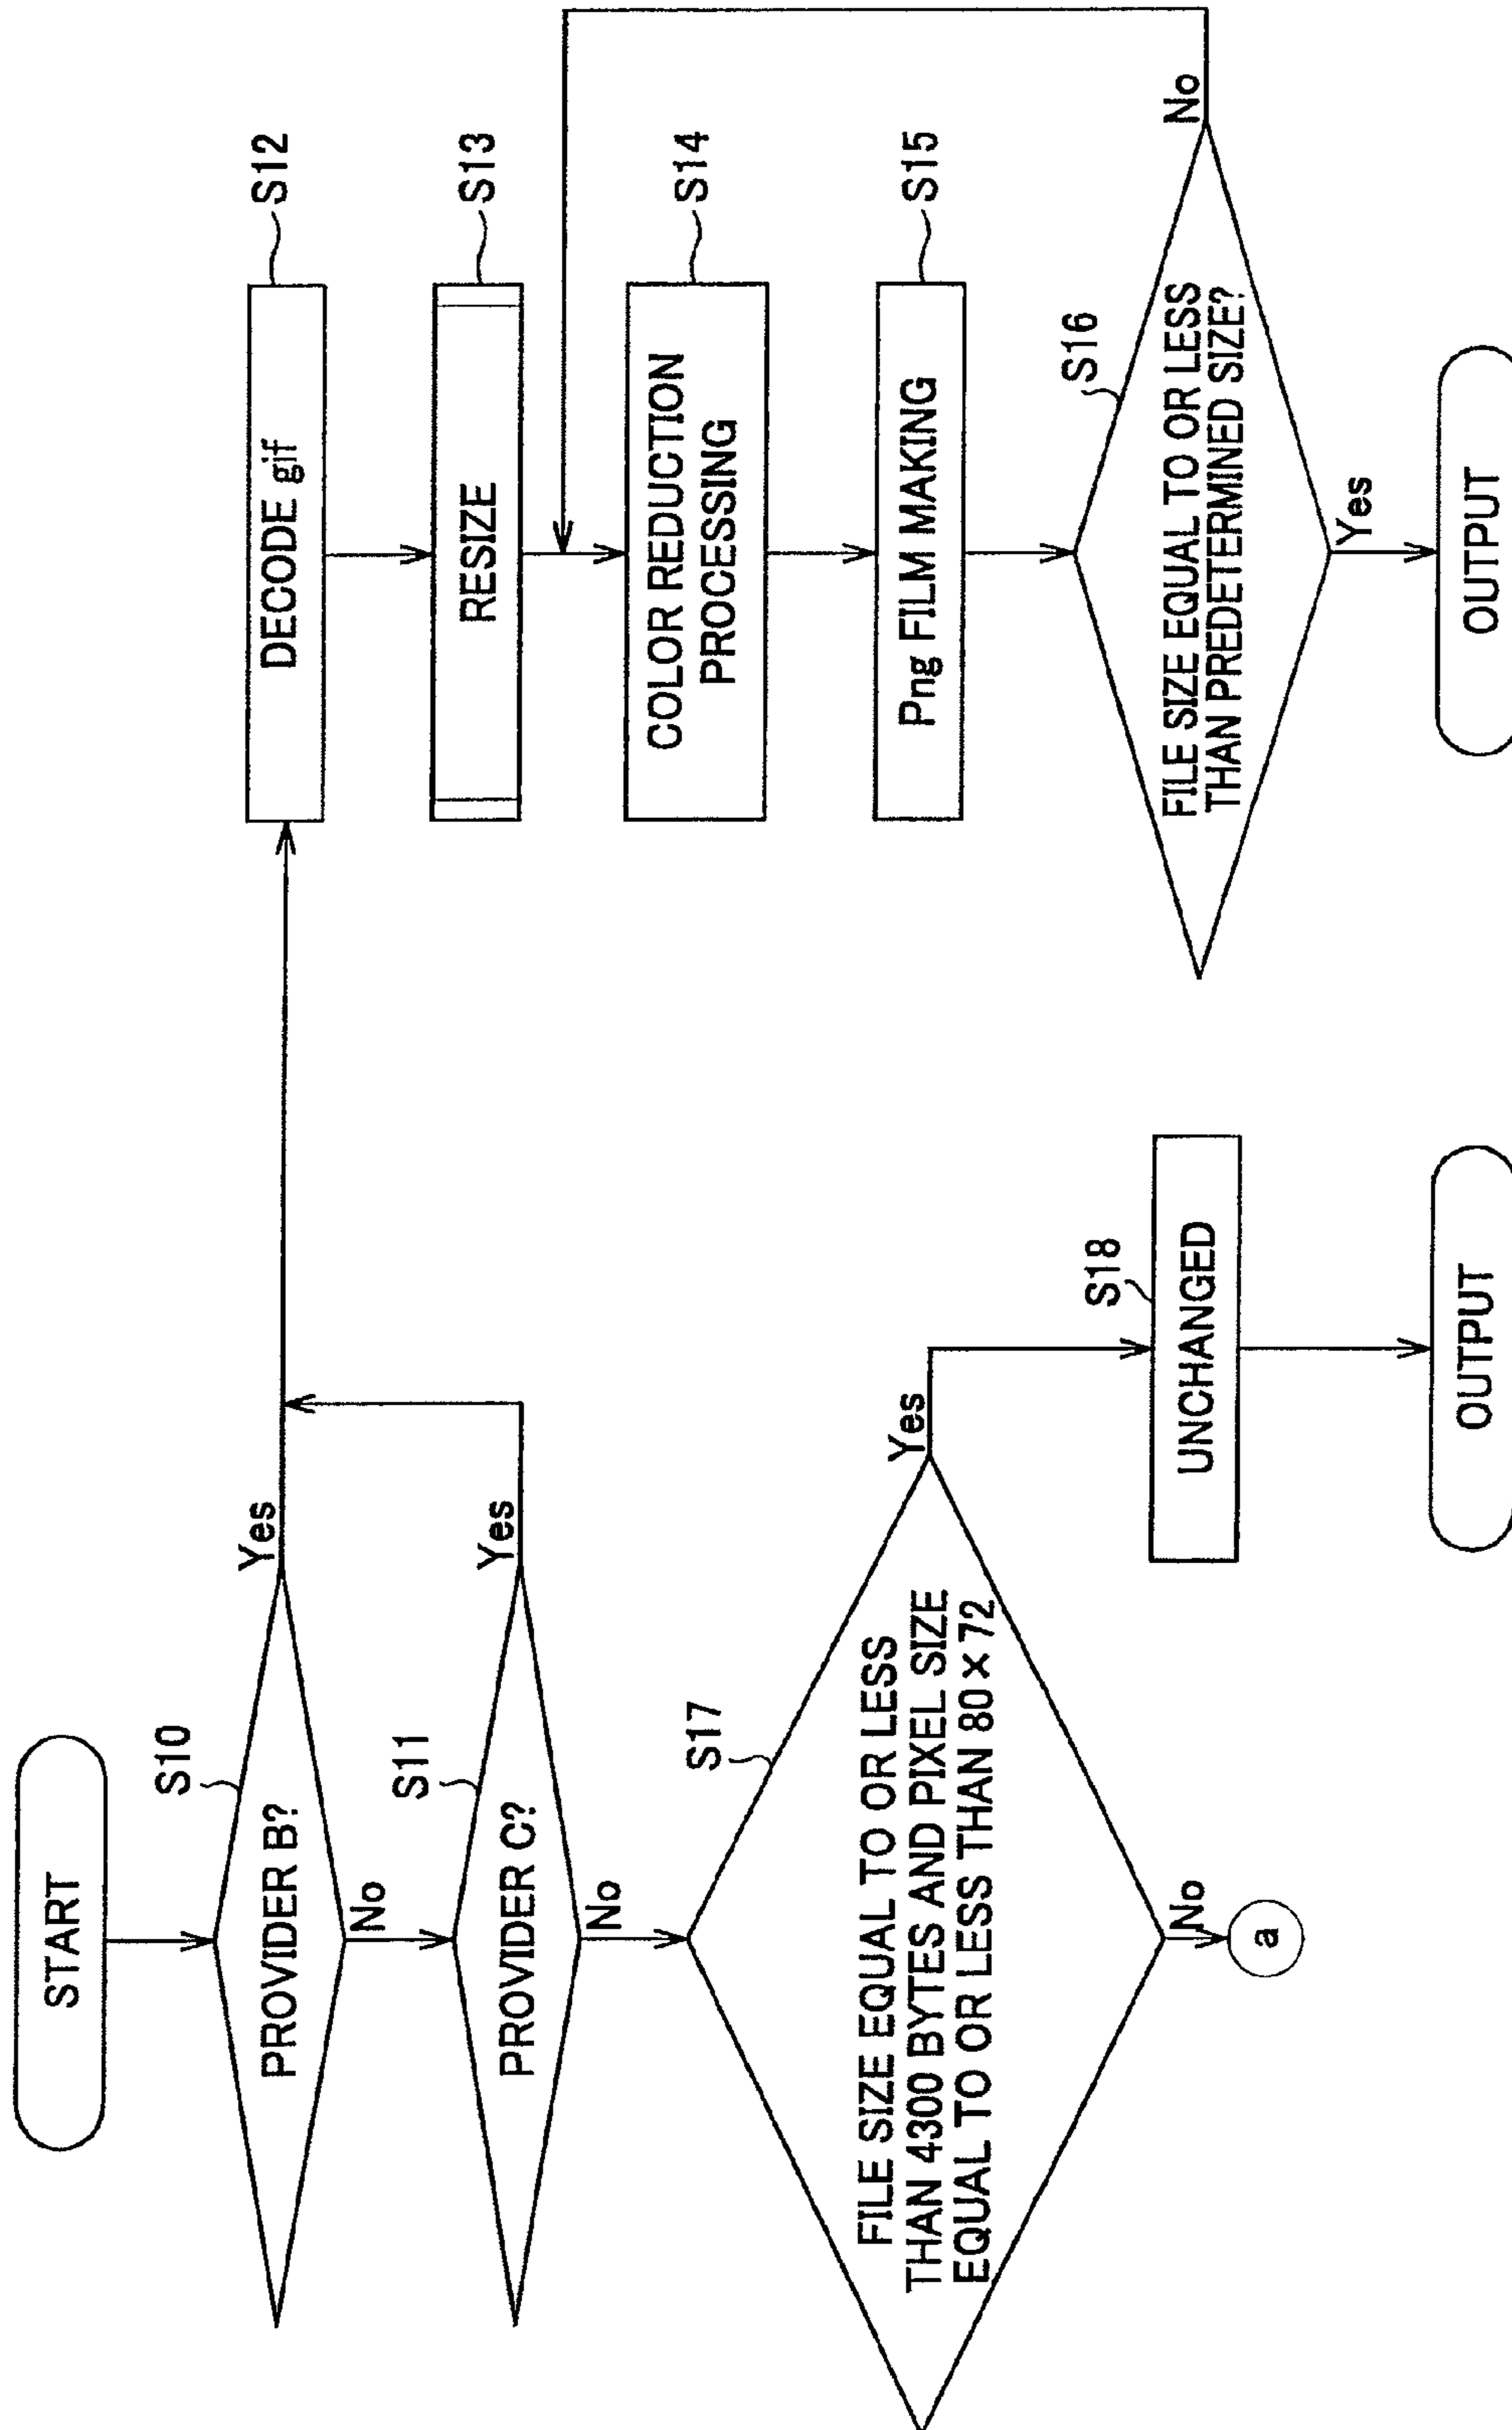 START
S10
PROVIDER B?
Yes
No
S11
PROVIDER C?
Yes
No
S17
FILE SIZE EQUAL TO OR LESS
THAN 4300 BYTES AND PIXEL SIZE
EQUAL TO OR LESS THAN 80 × 72
Yes
No
a
S18
UNCHANGED
OUTPUT
DECODE gif
S12
RESIZE
S13
COLOR REDUCTION
PROCESSING
S14
Png FILM MAKING
S15
S16
FILE SIZE EQUAL TO OR LESS
THAN PREDETERMINED SIZE?
No
Yes
OUTPUT